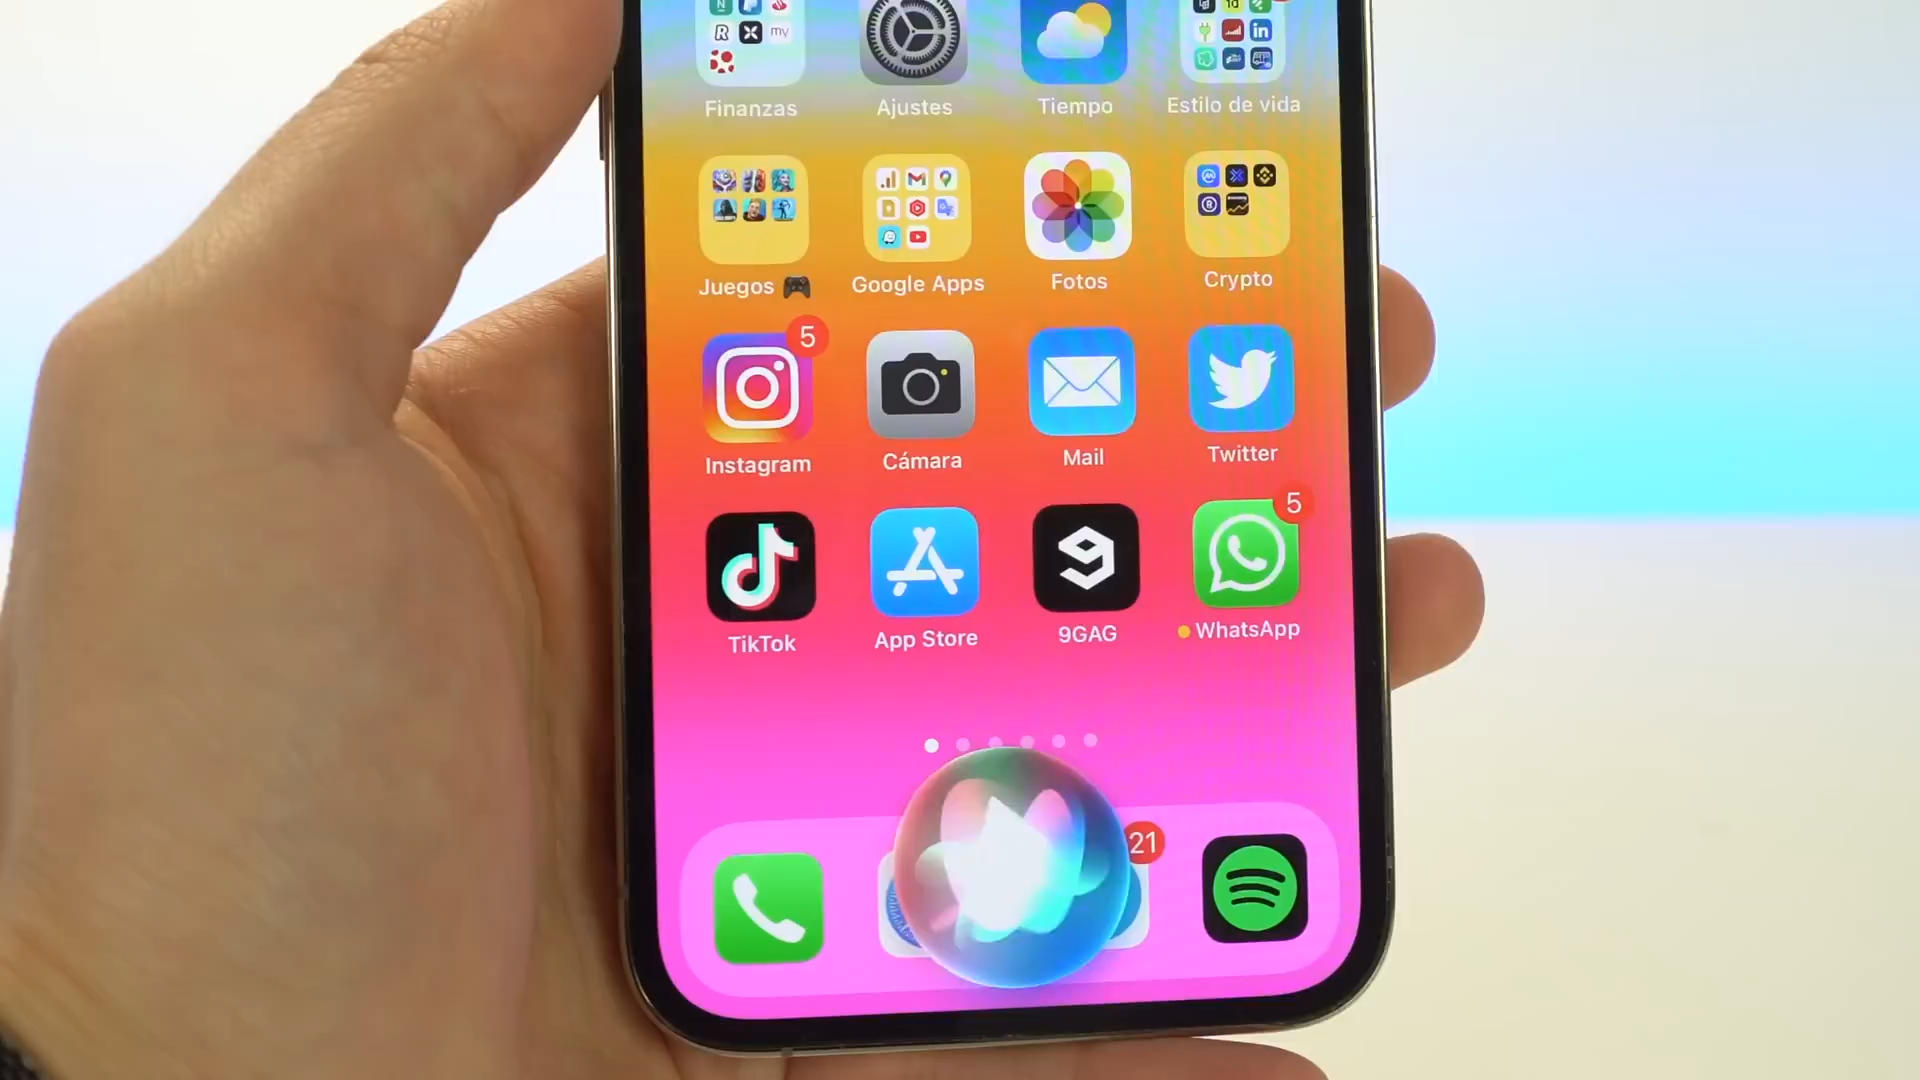 Finanzas
Ajustes
Tiempo
Estilo de vida
Juegos 🎮
Google Apps
Fotos
Crypto
5
Instagram
Cámara
Mail
Twitter
5
TikTok
App Store
9GAG
WhatsApp
21